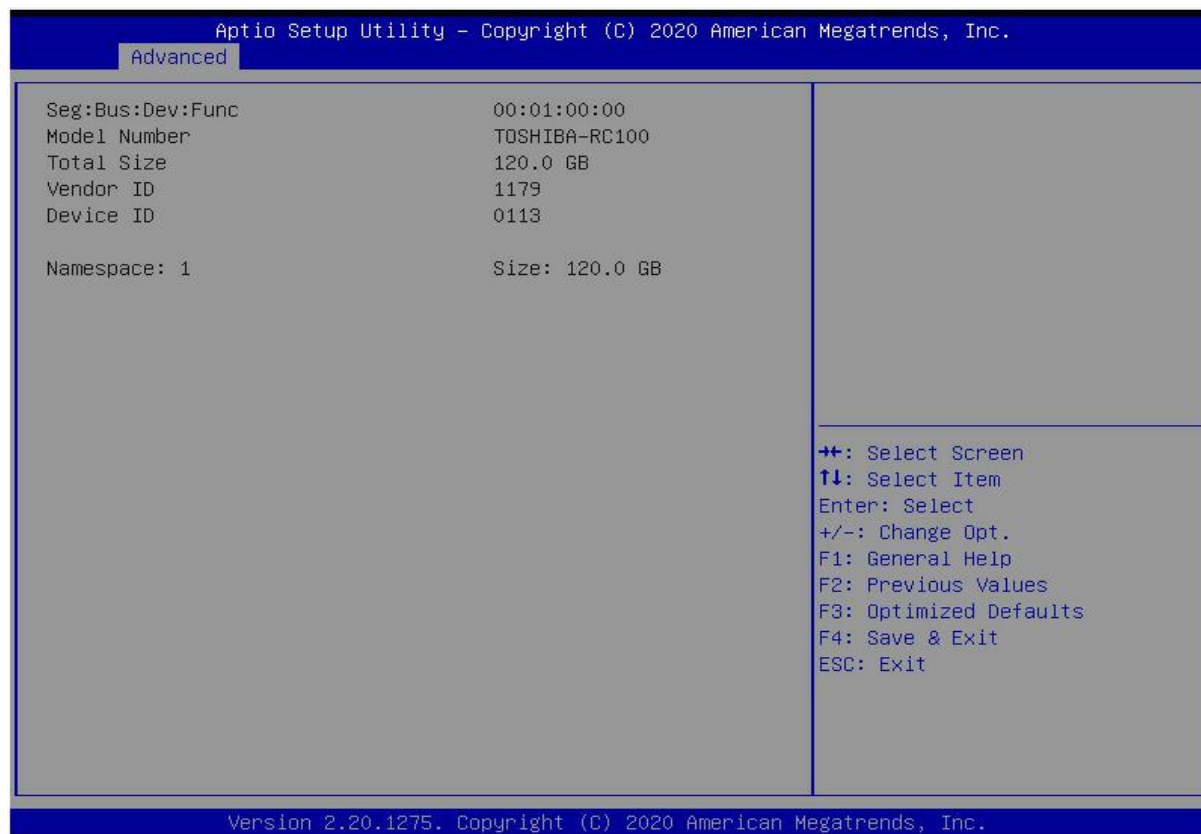 Aptio Setup Utility – Copyright (C) 2020 American Megatrends, Inc.
Advanced
Seg:Bus:Dev:Func 00:01:00:00
Model Number TOSHIBA-RC100
Total Size 120.0 GB
Vendor ID 1179
Device ID 0113
Namespace: 1 Size: 120.0 GB
→←: Select Screen
↑↓: Select Item
Enter: Select
+/-: Change Opt.
F1: General Help
F2: Previous Values
F3: Optimized Defaults
F4: Save & Exit
ESC: Exit
Version 2.20.1275. Copyright (C) 2020 American Megatrends, Inc.